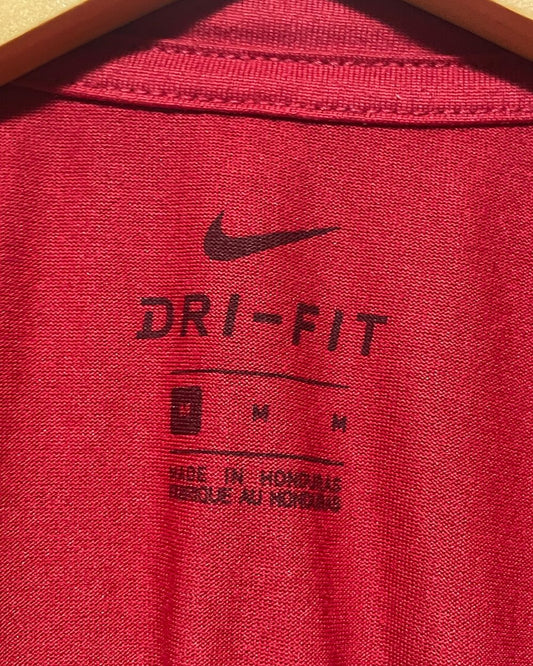 DRI-FIT
M M M
MADE IN HONDURAS
FABRIQUE AU HONDURAS